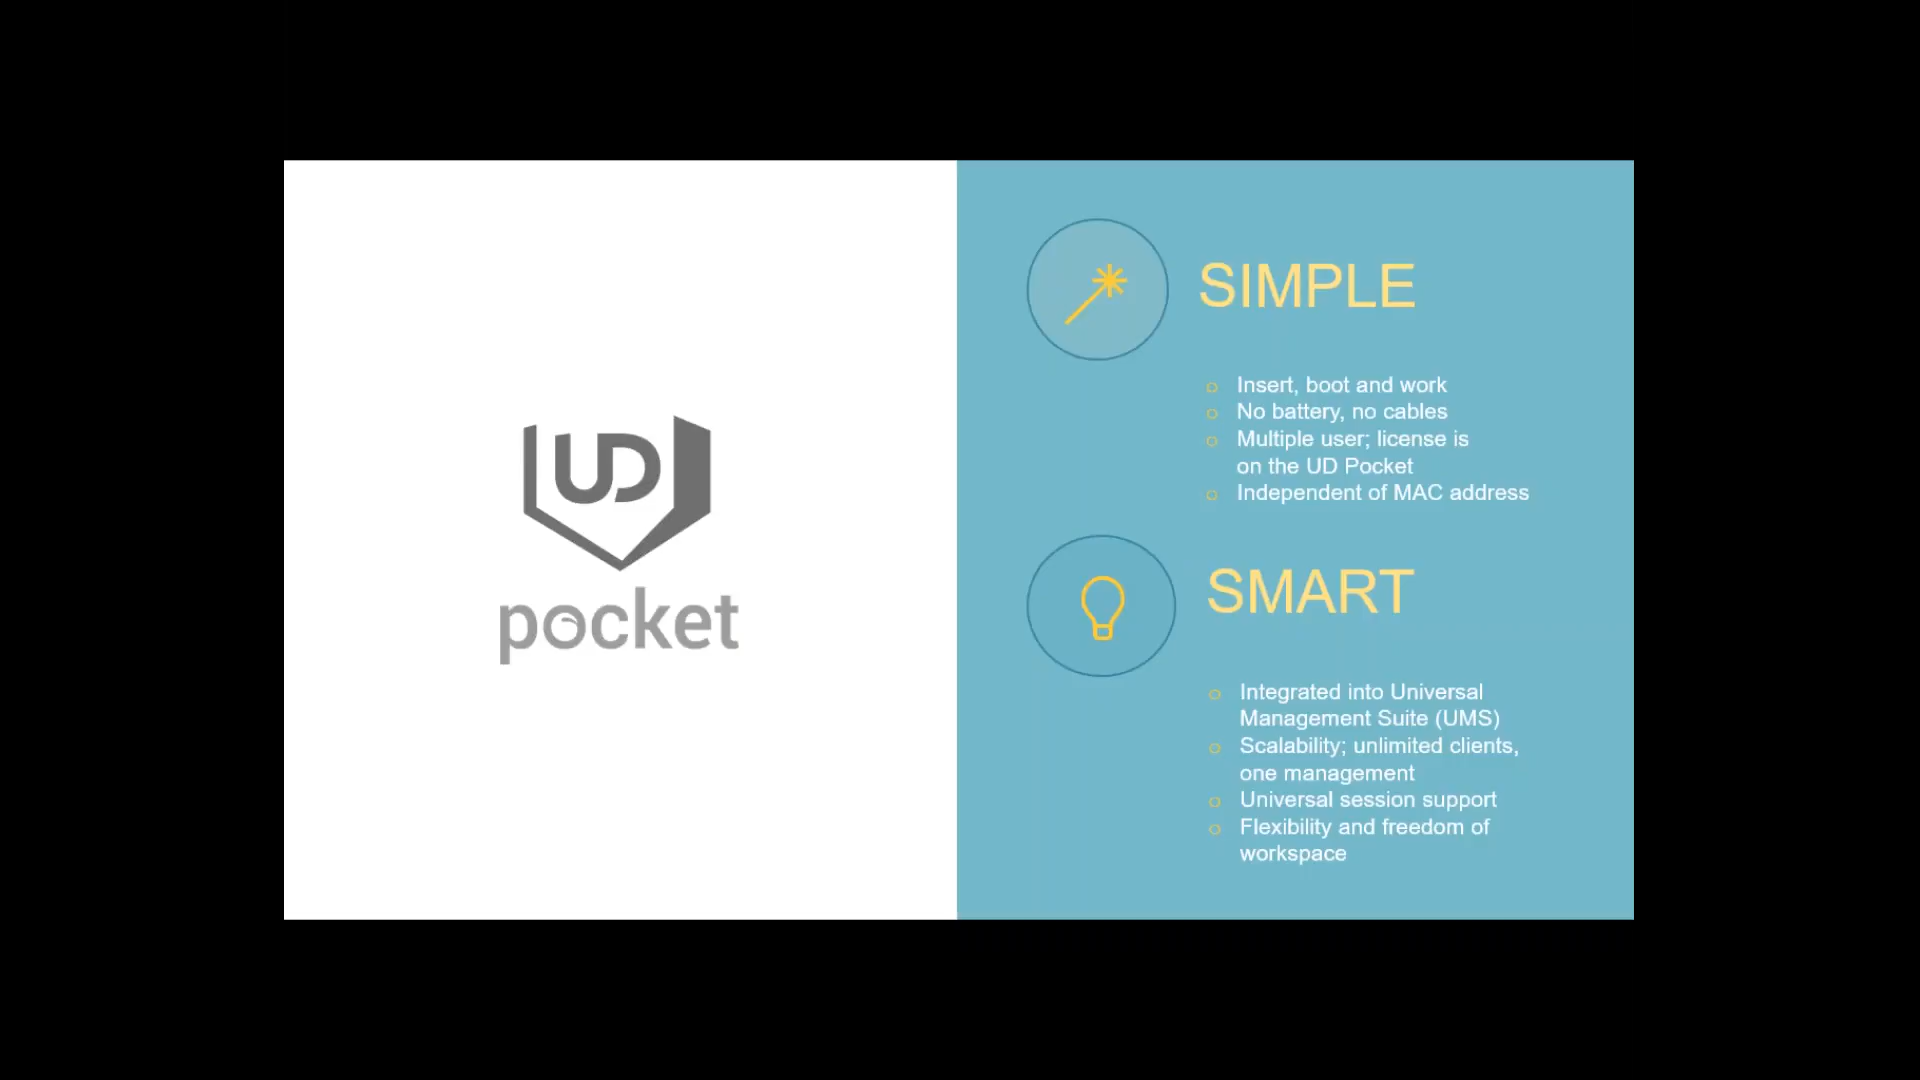 UD
pocket
SIMPLE
o Insert, boot and work
o No battery, no cables
o Multiple user; license is
on the UD Pocket
o Independent of MAC address
SMART
o Integrated into Universal
Management Suite (UMS)
o Scalability; unlimited clients,
one management
o Universal session support
o Flexibility and freedom of
workspace